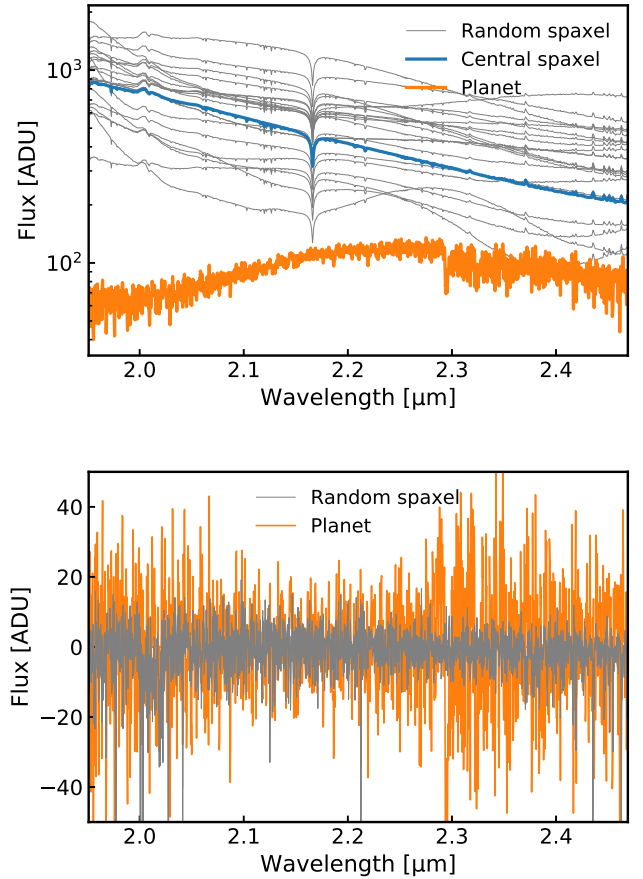 Random spaxel
Central spaxel
Planet
10³
10²
Flux [ADU]
2.0 2.1 2.2 2.3 2.4
Wavelength [μm]
Random spaxel
Planet
40
20
0
−20
−40
Flux [ADU]
2.0 2.1 2.2 2.3 2.4
Wavelength [μm]